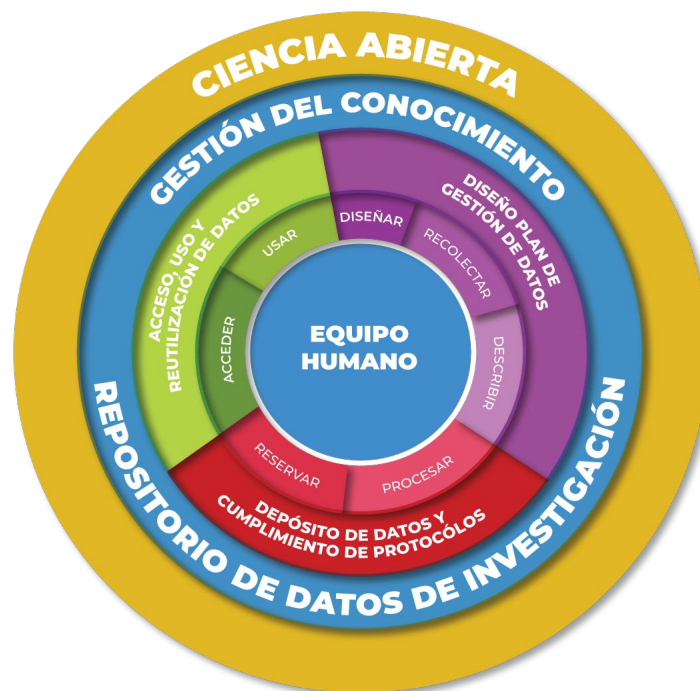 CIENCIA ABIERTA
GESTIÓN DEL CONOCIMIENTO
DISEÑO PLAN DE
GESTIÓN DE DATOS
ACCESO, USO Y
REUTILIZACIÓN DE DATOS
USAR
DISEÑAR
RECOLECTAR
ACCEDER
EQUIPO
HUMANO
DESCRIBIR
RESERVAR
PROCESAR
DEPÓSITO DE DATOS Y
CUMPLIMIENTO DE PROTOCÓLOS
REPOSITORIO DE DATOS DE INVESTIGACIÓN